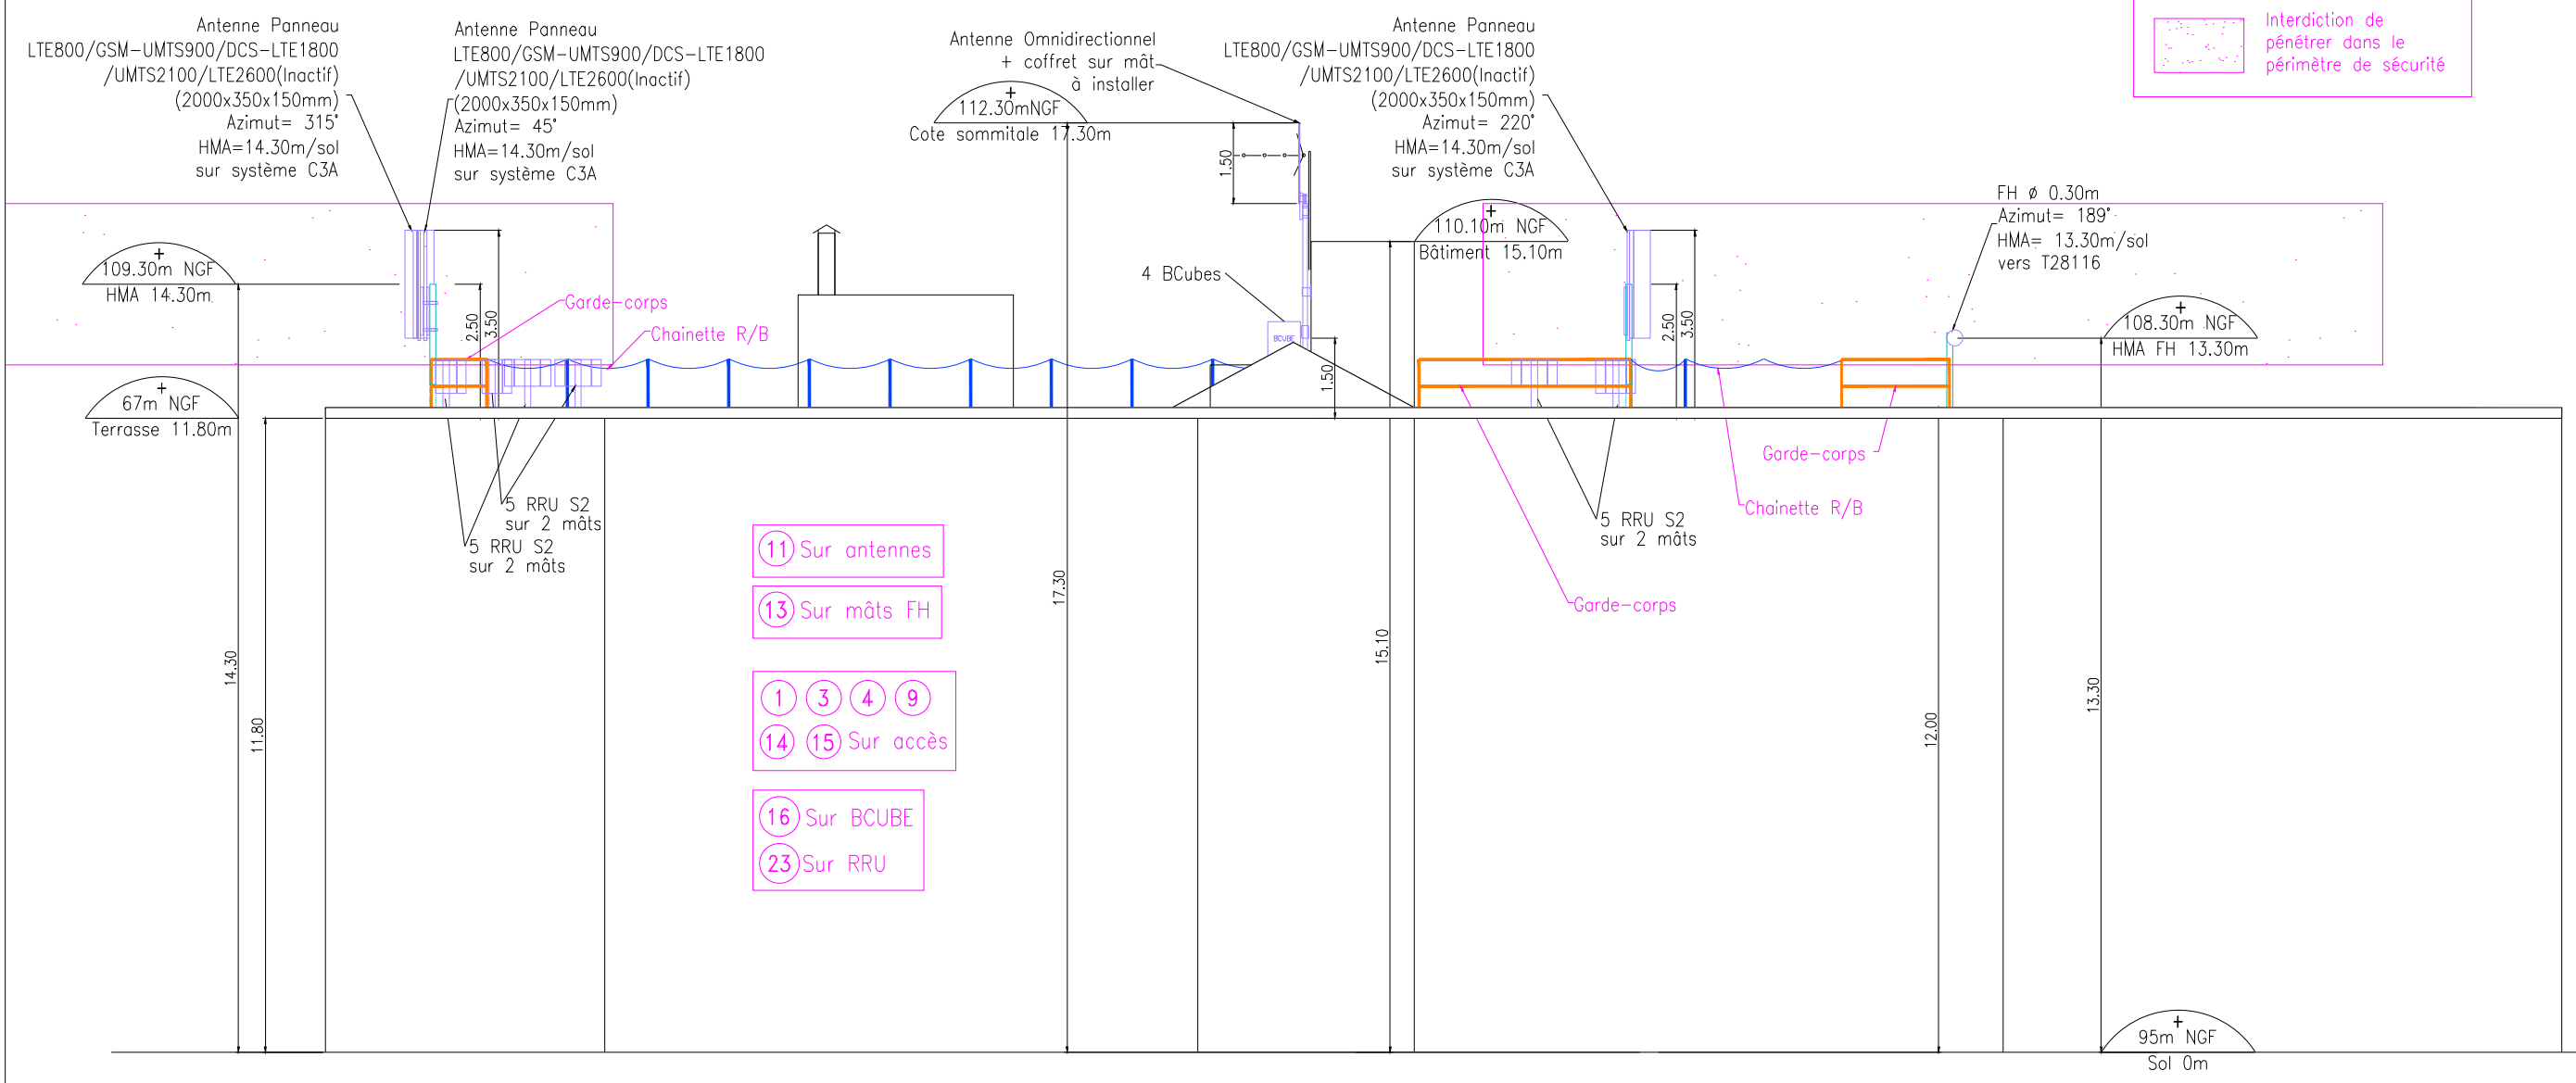 Antenne Panneau
LTE800/GSM-UMTS900/DCS-LTE1800
/UMTS2100/LTE2600(Inactif)
(2000x350x150mm)
Azimut= 315°
HMA=14.30m/sol
sur système C3A
Antenne Panneau
LTE800/GSM-UMTS900/DCS-LTE1800
/UMTS2100/LTE2600(Inactif)
(2000x350x150mm)
Azimut= 45°
HMA=14.30m/sol
sur système C3A
Antenne Omnidirectionnel
+ coffret sur mât
à installer
112.30mNGF
Cote sommitale 17.30m
1.50
Antenne Panneau
LTE800/GSM-UMTS900/DCS-LTE1800
/UMTS2100/LTE2600(Inactif)
(2000x350x150mm)
Azimut= 220°
HMA=14.30m/sol
sur système C3A
Interdiction de
pénétrer dans le
périmètre de sécurité
FH ø 0.30m
Azimut= 189°
HMA= 13.30m/sol
vers T28116
110.10m NGF
Bâtiment 15.10m
109.30m NGF
HMA 14.30m
108.30m NGF
HMA FH 13.30m
4 BCubes
BCUBE
Garde-corps
Chainette R/B
2.50
3.50
2.50
3.50
1.50
67m NGF
Terrasse 11.80m
5 RRU S2
sur 2 mâts
5 RRU S2
sur 2 mâts
5 RRU S2
sur 2 mâts
Garde-corps
Chainette R/B
Garde-corps
11 Sur antennes
13 Sur mâts FH
1 3 4 9
14 15 Sur accès
16 Sur BCUBE
23 Sur RRU
14.30
11.80
17.30
15.10
12.00
13.30
95m NGF
Sol 0m